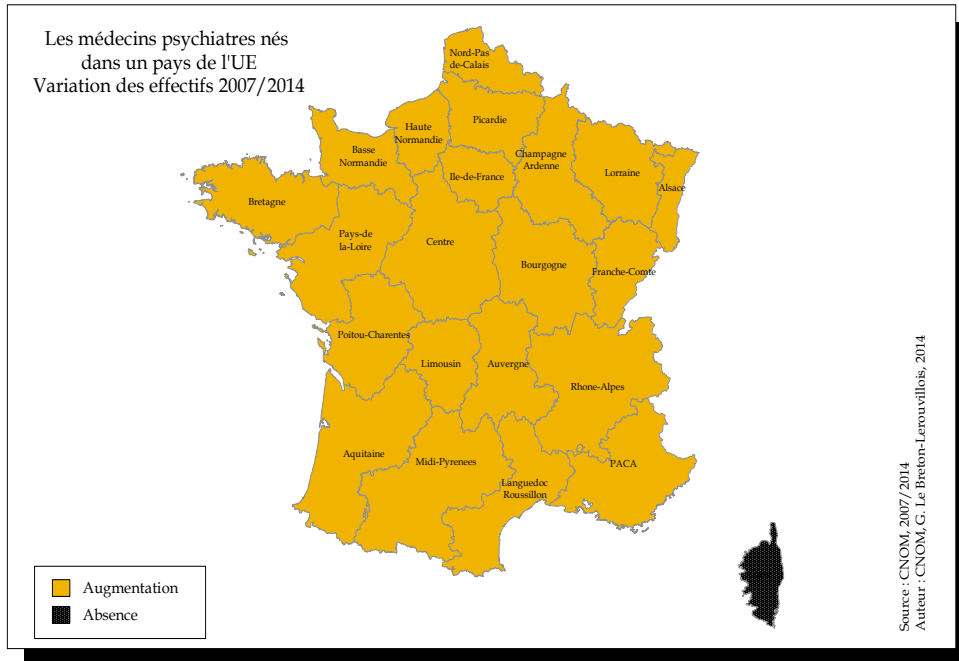 Les médecins psychiatres nés
dans un pays de l'UE
Variation des effectifs 2007/2014
Nord-Pas
de-Calais
Picardie
Haute
Normandie
Basse
Normandie
Champagne
Ardenne
Ile-de-France
Lorraine
Alsace
Bretagne
Pays-de
la-Loire
Centre
Bourgogne
Franche-Comte
Poitou-Charentes
Limousin
Auvergne
Rhone-Alpes
Aquitaine
Midi-Pyrenees
Languedoc
Roussillon
PACA
Augmentation
Absence
Source : CNOM, 2007/2014
Auteur : CNOM, G. Le Breton-Lerouvillois, 2014